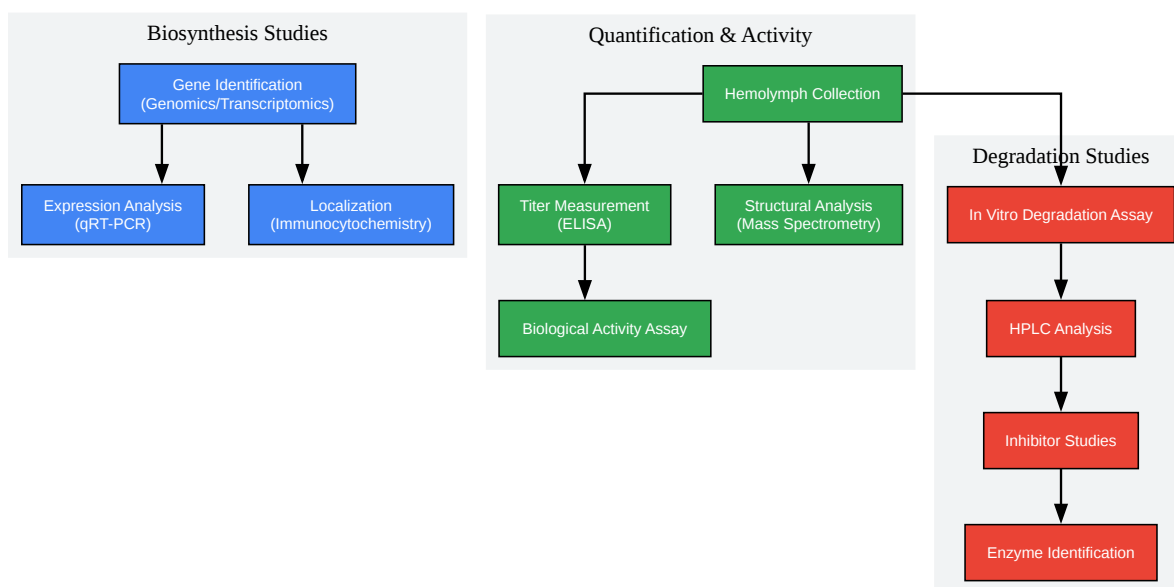 Biosynthesis Studies
Gene Identification
(Genomics/Transcriptomics)
Expression Analysis
(qRT-PCR)
Localization
(Immunocytochemistry)
Quantification & Activity
Hemolymph Collection
Titer Measurement
(ELISA)
Structural Analysis
(Mass Spectrometry)
Biological Activity Assay
Degradation Studies
In Vitro Degradation Assay
HPLC Analysis
Inhibitor Studies
Enzyme Identification